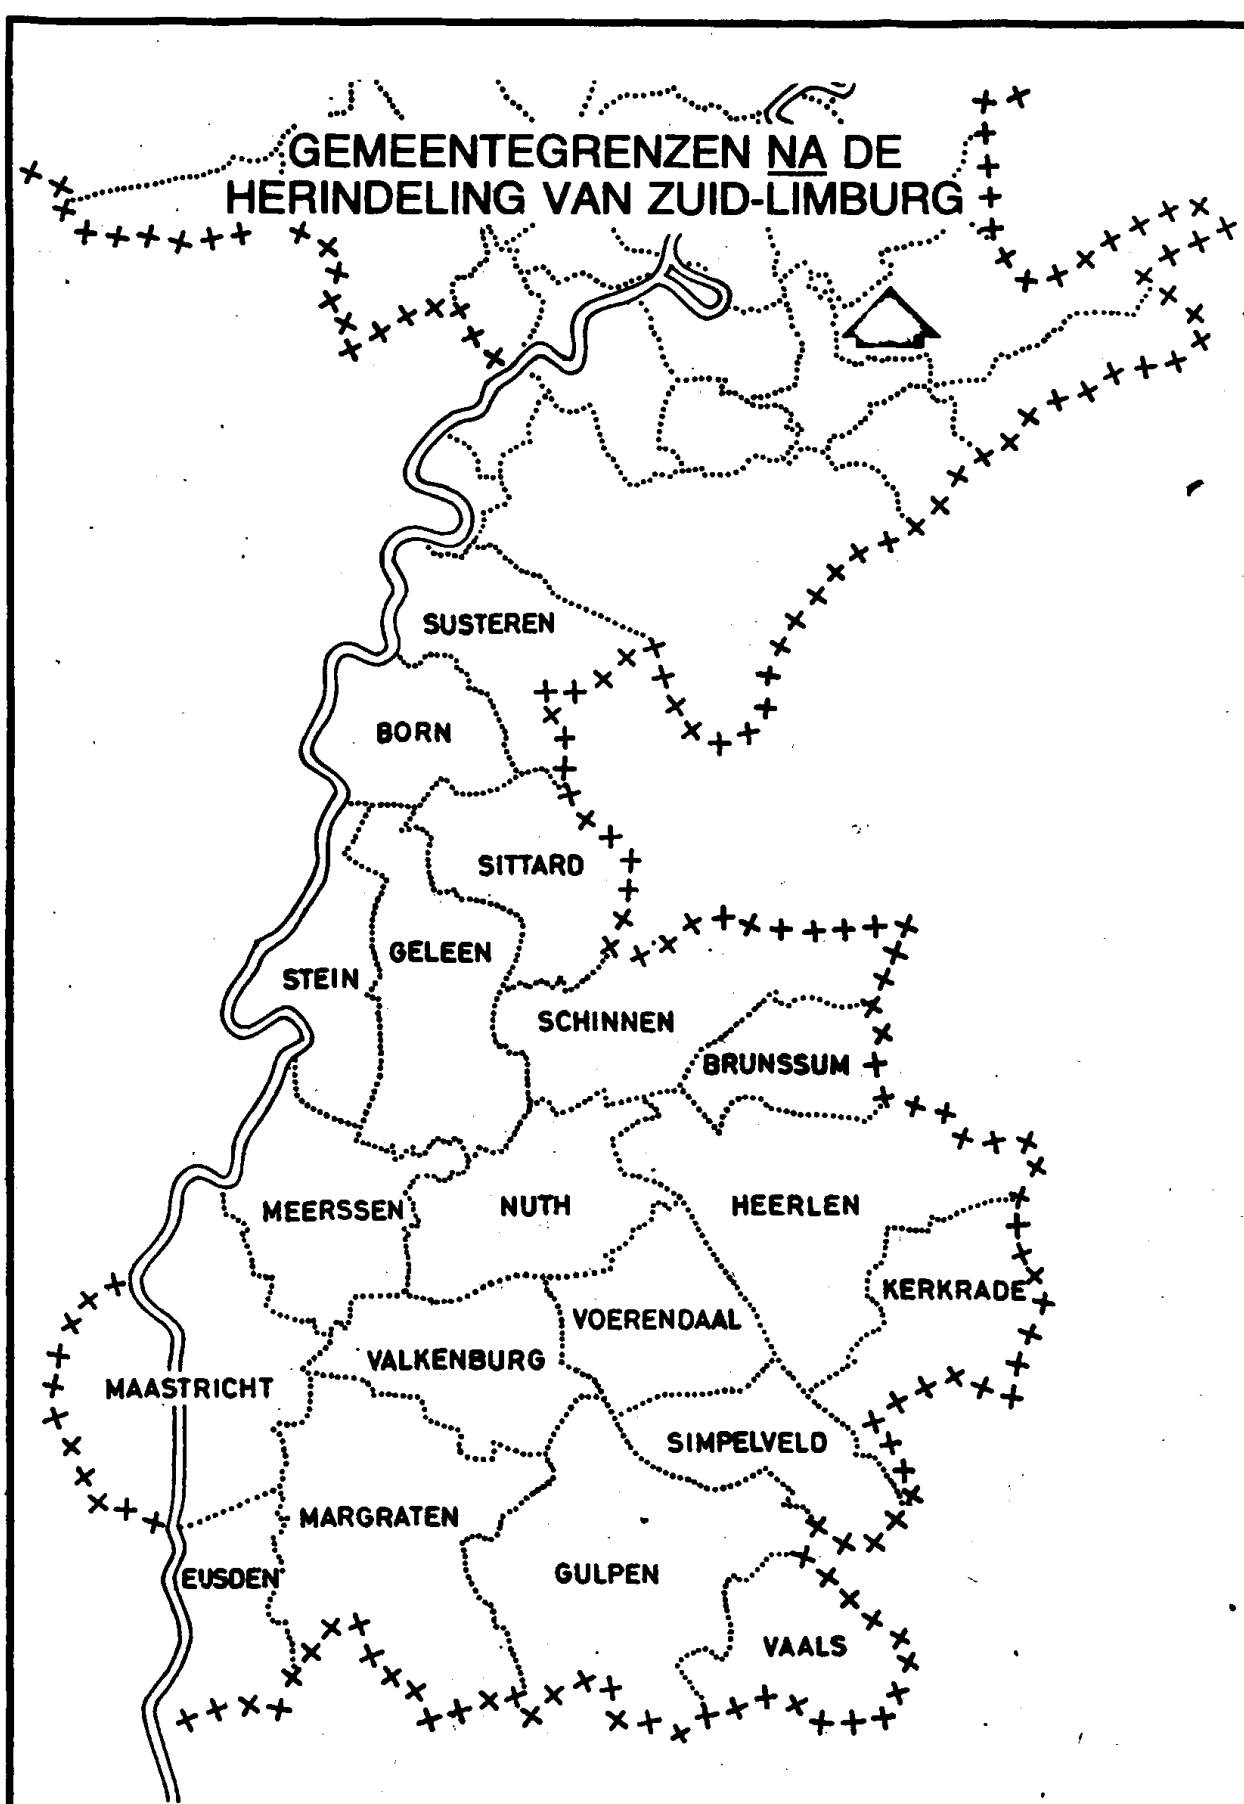 GEMEENTEGRENZEN NA DE
HERINDELING VAN ZUID-LIMBURG
SUSTEREN
BORN
SITTARD
GELEEN
STEIN
SCHINNEN
BRUNSSUM
MEERSSEN
NUTH
HEERLEN
KERKRADE
VOERENDAAL
VALKENBURG
MAASTRICHT
SIMPELVELD
MARGRATEN
EUSDEN
GULPEN
VAALS